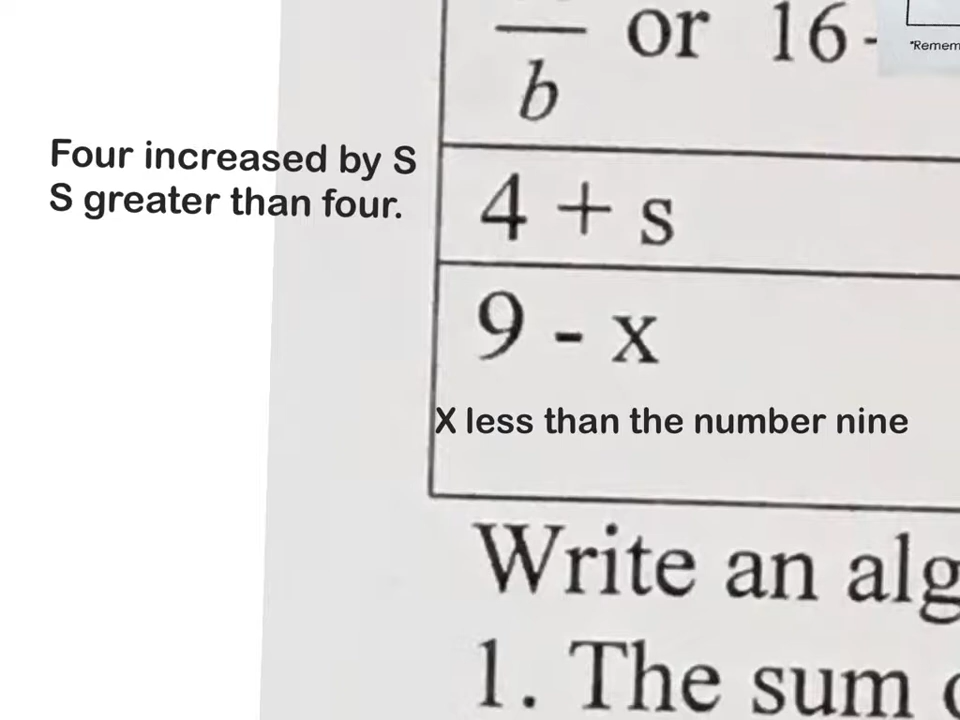 or 16
b
*Remem
Four increased by S
S greater than four.
4 + s
9 - x
X less than the number nine
Write an alg
1. The sum